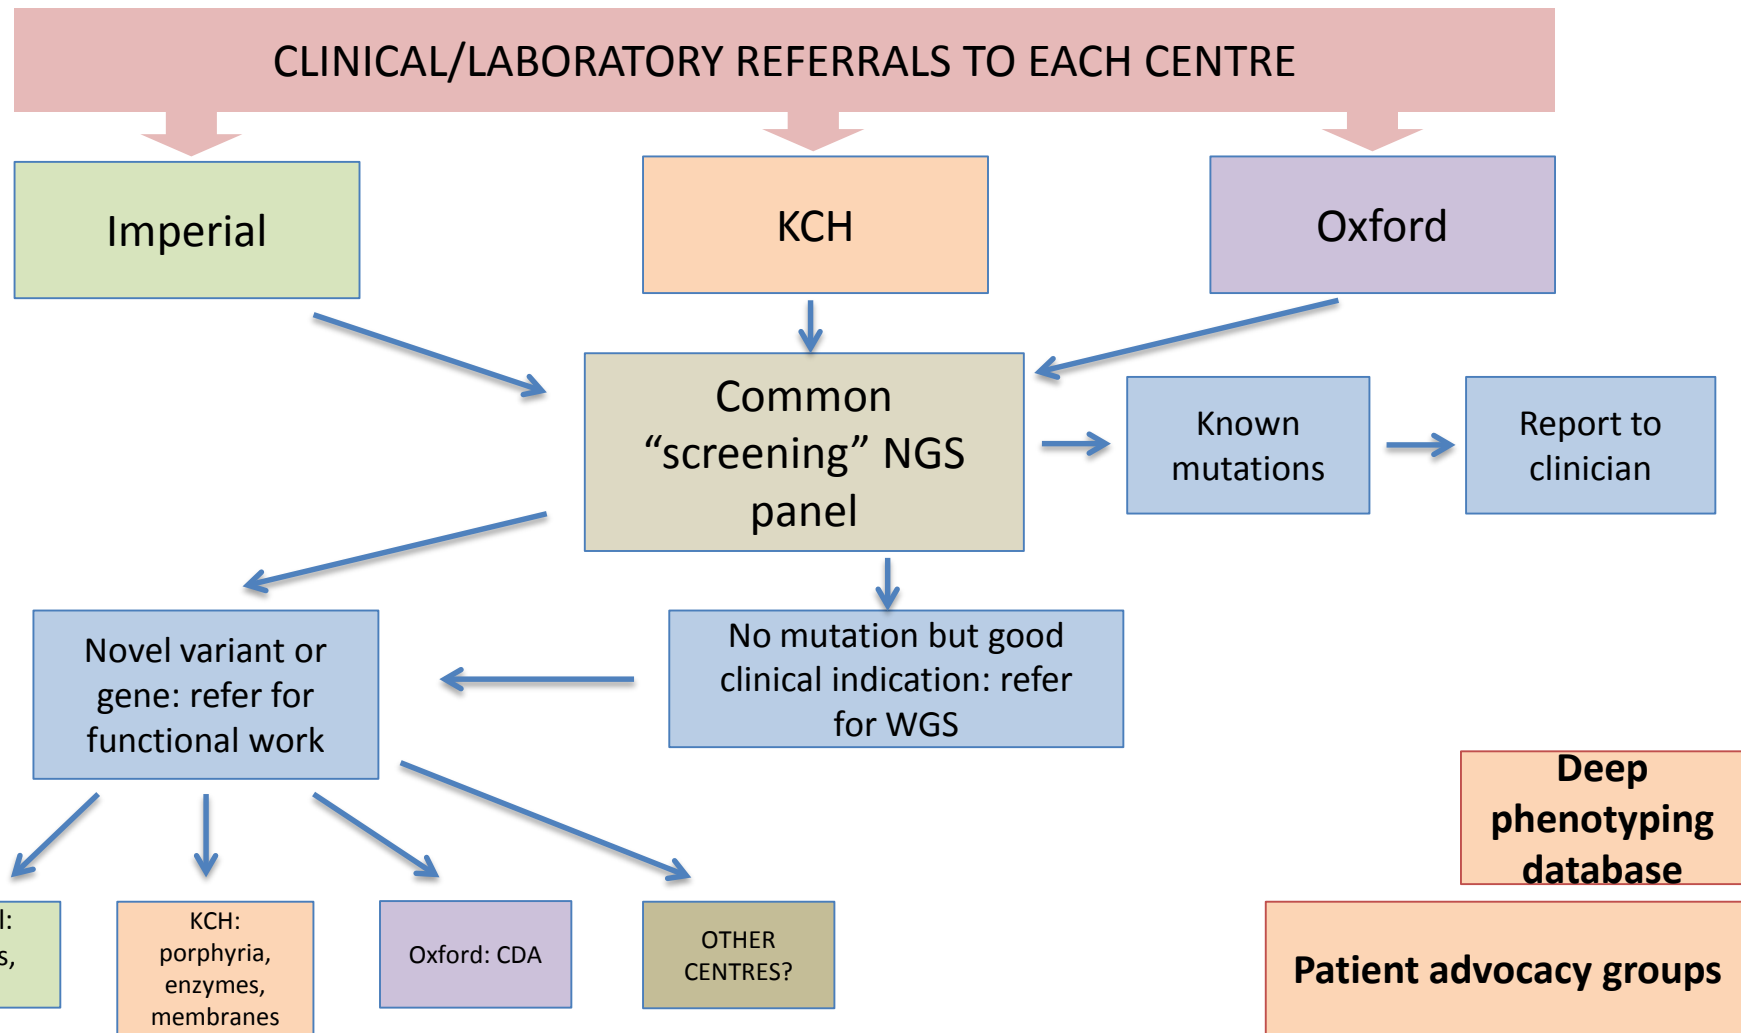 CLINICAL/LABORATORY REFERRALS TO EACH CENTRE
Imperial
KCH
Oxford
Common
“screening” NGS
panel
Known
mutations
Report to
clinician
Novel variant or
gene: refer for
functional work
No mutation but good
clinical indication: refer
for WGS
Deep
phenotyping
database
KCH:
porphyria,
enzymes,
membranes
Oxford: CDA
OTHER
CENTRES?
Patient advocacy groups